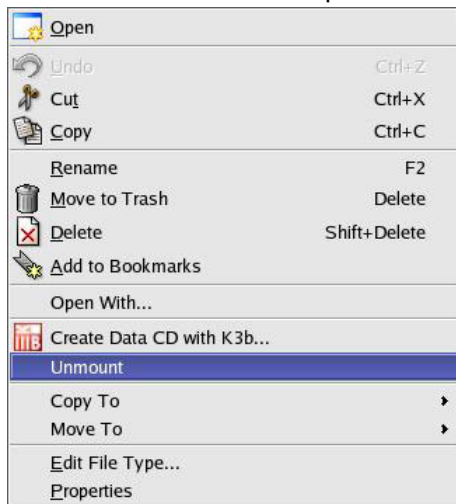 Open
Undo Ctrl+Z
Cut Ctrl+X
Copy Ctrl+C
Rename F2
Move to Trash Delete
Delete Shift+Delete
Add to Bookmarks
Open With...
Create Data CD with K3b...
Unmount
Copy To
Move To
Edit File Type...
Properties